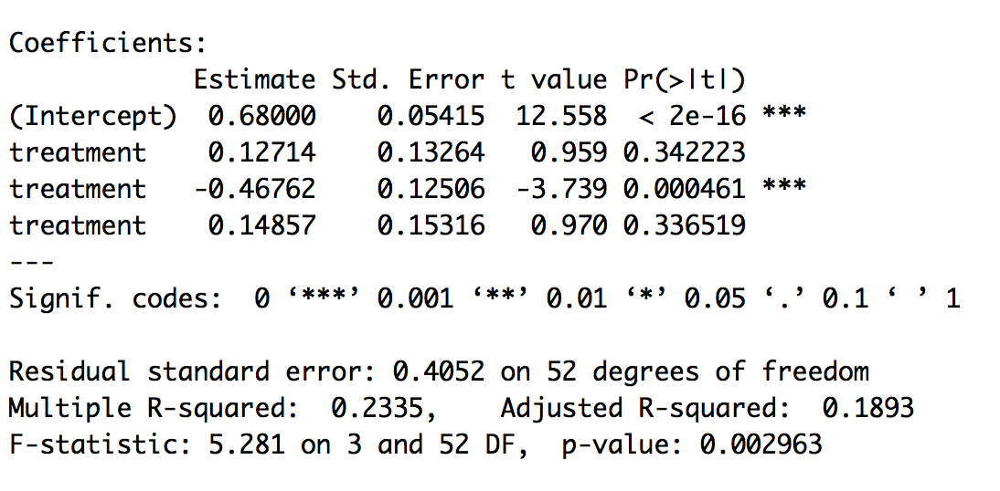 Coefficients:
            Estimate Std. Error t value Pr(>|t|)
(Intercept)  0.68000    0.05415  12.558  < 2e-16 ***
treatment    0.12714    0.13264   0.959 0.342223
treatment   -0.46762    0.12506  -3.739 0.000461 ***
treatment    0.14857    0.15316   0.970 0.336519
---
Signif. codes:  0 ‘***’ 0.001 ‘**’ 0.01 ‘*’ 0.05 ‘.’ 0.1 ‘ ’ 1
Residual standard error: 0.4052 on 52 degrees of freedom
Multiple R-squared:  0.2335,    Adjusted R-squared:  0.1893
F-statistic: 5.281 on 3 and 52 DF,  p-value: 0.002963